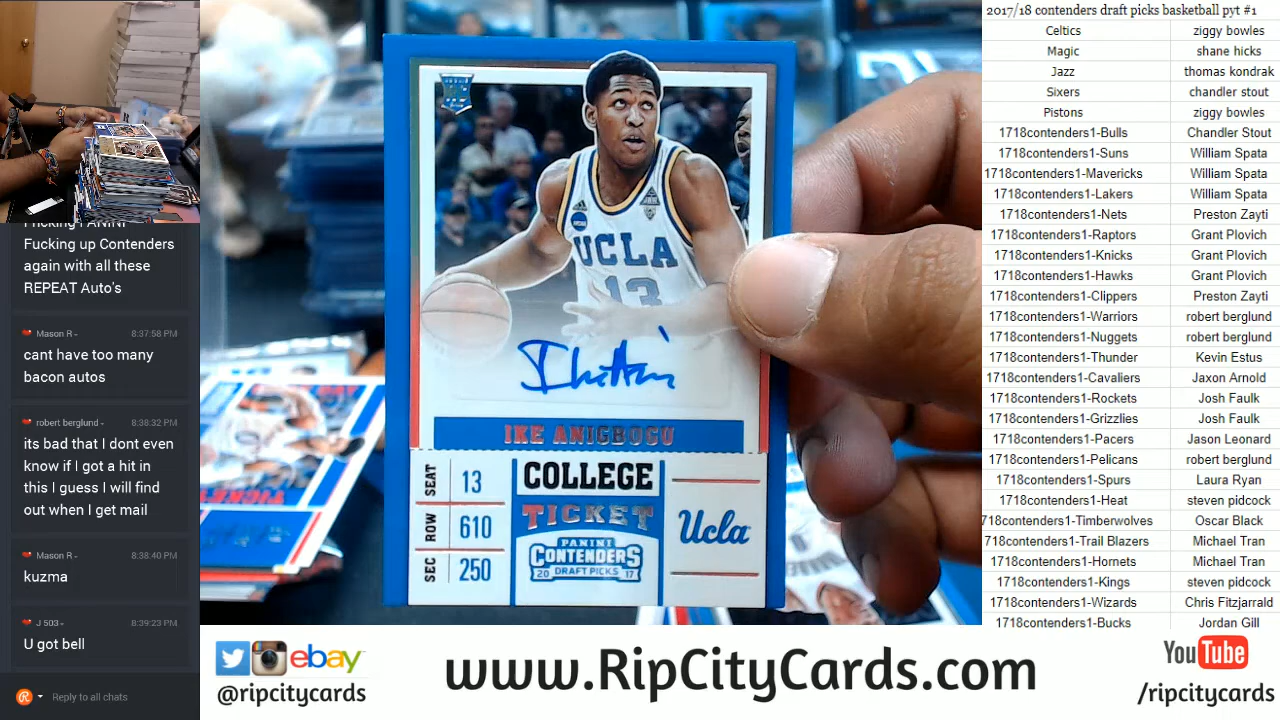 Fucking up Contenders
again with all these
REPEAT Auto's
Mason R - 8:37:58 PM
cant have too many
bacon autos
robert berglund - 8:38:32 PM
its bad that I dont even
know if I got a hit in
this I guess I will find
out when I get mail
Mason R - 8:38:40 PM
kuzma
J 503 - 8:39:23 PM
U got bell
Reply to all chats
UCLA
13
IKE ANIGBOGU
SEAT 13
ROW 610
SEC 250
COLLEGE
TICKET
PANINI
CONTENDERS
20 DRAFT PICKS 17
Ucla
TICKET
2017/18 contenders draft picks basketball pyt #1
Celtics ziggy bowles
Magic shane hicks
Jazz thomas kondrak
Sixers chandler stout
Pistons ziggy bowles
1718contenders1-Bulls Chandler Stout
1718contenders1-Suns William Spata
1718contenders1-Mavericks William Spata
1718contenders1-Lakers William Spata
1718contenders1-Nets Preston Zayti
1718contenders1-Raptors Grant Plovich
1718contenders1-Knicks Grant Plovich
1718contenders1-Hawks Grant Plovich
1718contenders1-Clippers Preston Zayti
1718contenders1-Warriors robert berglund
1718contenders1-Nuggets robert berglund
1718contenders1-Thunder Kevin Estus
1718contenders1-Cavaliers Jaxon Arnold
1718contenders1-Rockets Josh Faulk
1718contenders1-Grizzlies Josh Faulk
1718contenders1-Pacers Jason Leonard
1718contenders1-Pelicans robert berglund
1718contenders1-Spurs Laura Ryan
1718contenders1-Heat steven pidcock
718contenders1-Timberwolves Oscar Black
718contenders1-Trail Blazers Michael Tran
1718contenders1-Hornets Michael Tran
1718contenders1-Kings steven pidcock
1718contenders1-Wizards Chris Fitzjarrald
1718contenders1-Bucks Jordan Gill
ebay
@ripcitycards
www.RipCityCards.com
YouTube
/ripcitycards